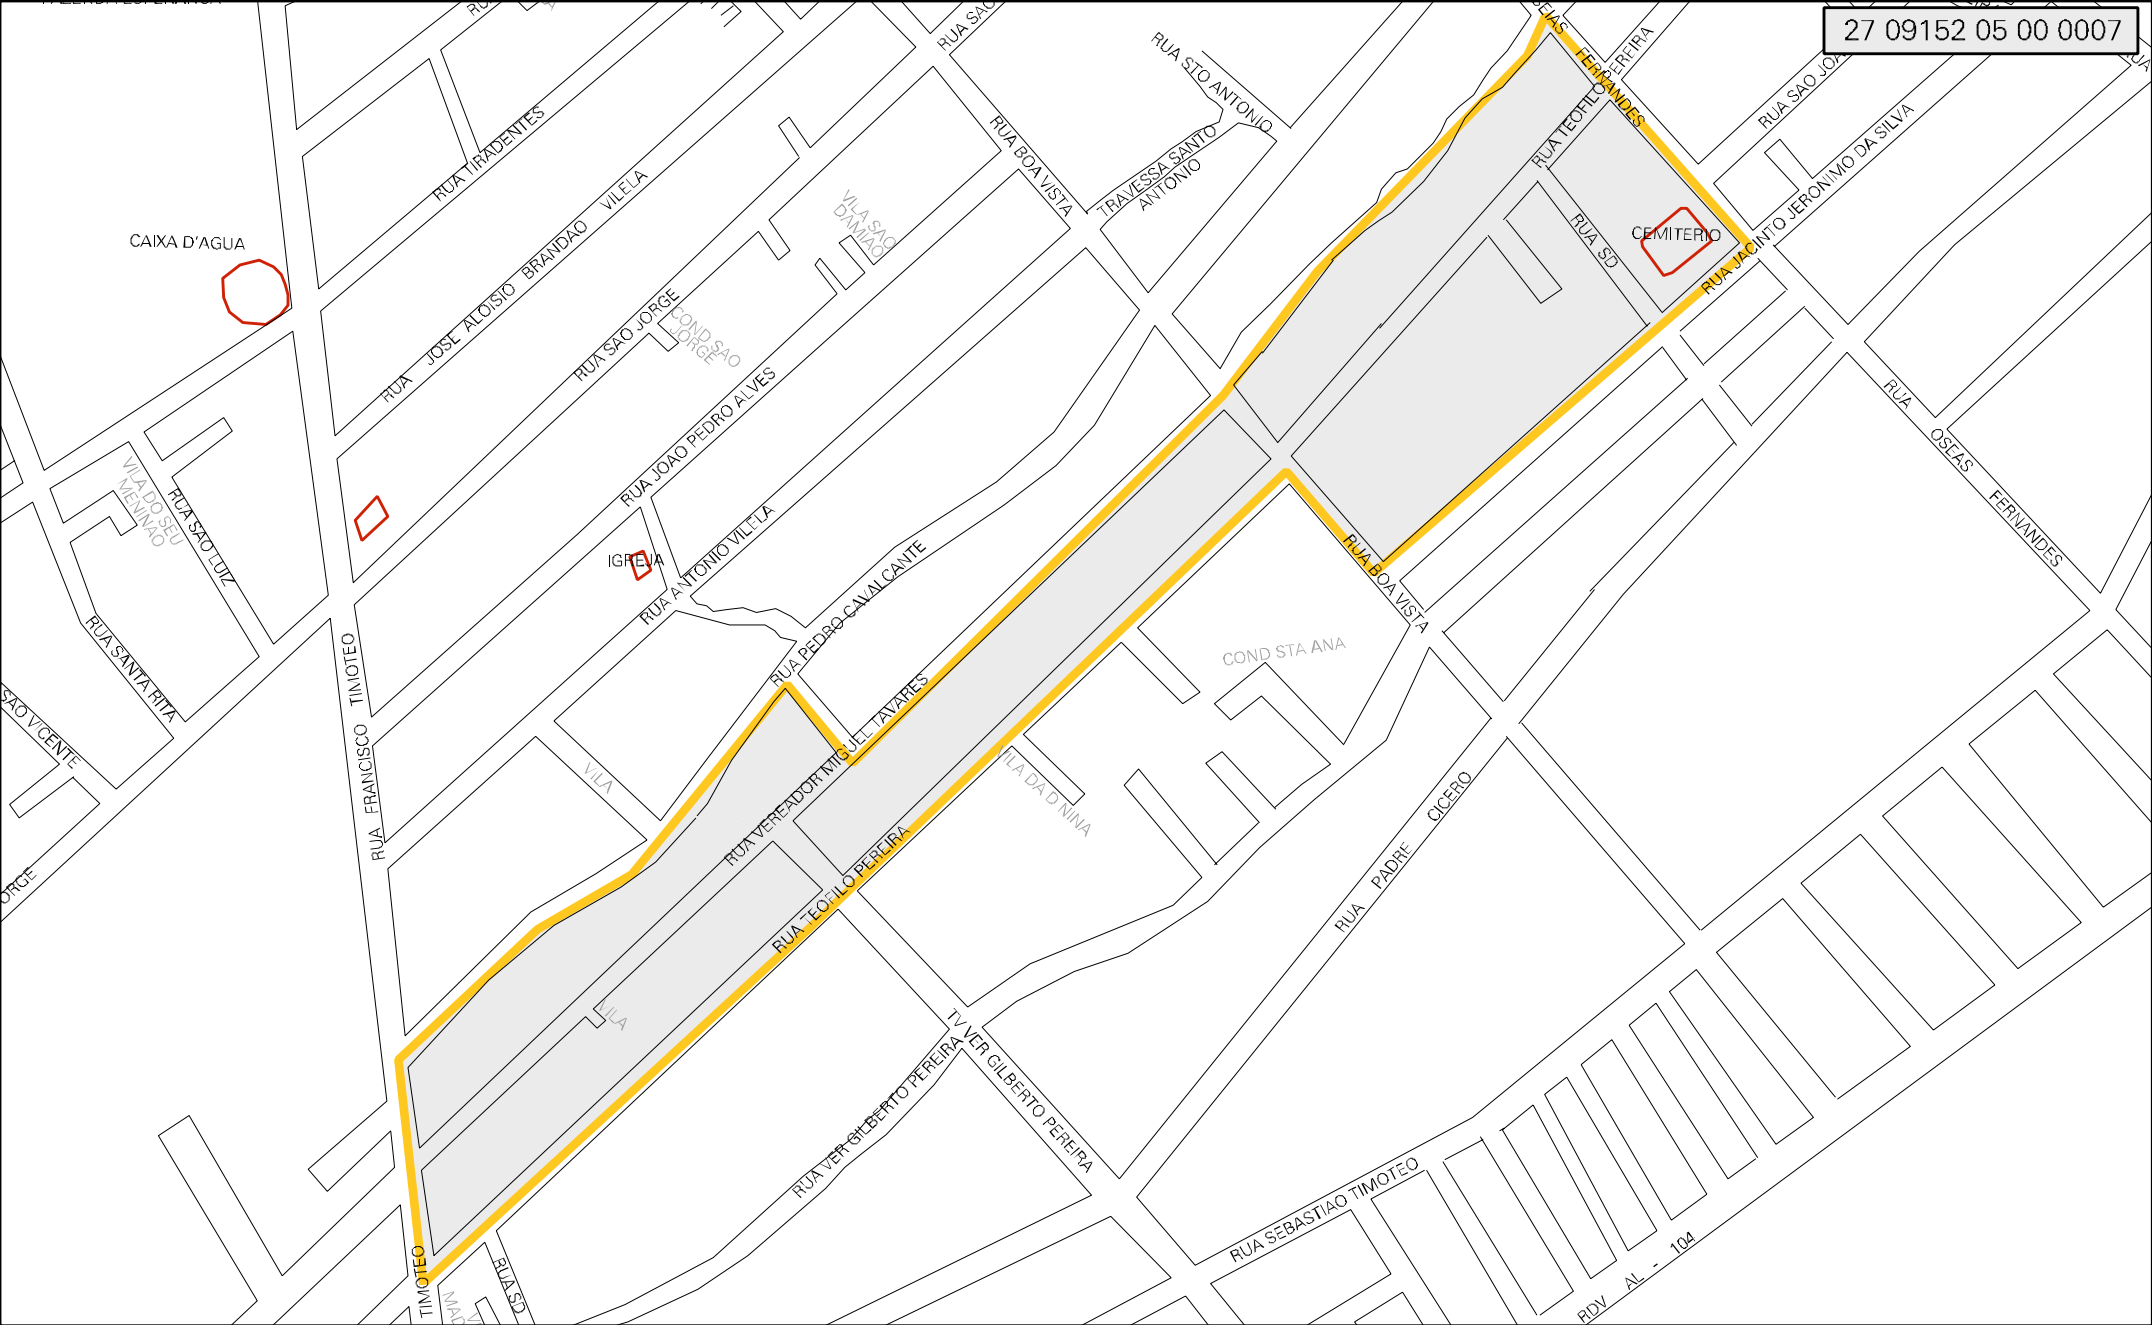 27 09152 05 00 0007
RUA SAO
RUA STO ANTONIO
FERNANDES
PEREIRA
RUA TEOFILO
RUA SAO JOAO
RUA TIRADENTES
RUA BOA VISTA
TRAVESSA SANTO
ANTONIO
RUA JACINTO JERONIMO DA SILVA
VILA SAO
DAMIAO
RUA JOSE ALOISIO BRANDAO VILELA
CAIXA D'AGUA
RUA SD
CEMITERIO
RUA SAO JORGE
COND SAO
JORGE
RUA JOAO PEDRO ALVES
RUA OSEAS FERNANDES
VILA DO SEU
MENINAO
RUA SAO LUIZ
IGREJA
RUA ANTONIO VILELA
RUA PEDRO CAVALCANTE
RUA BOA VISTA
COND STA ANA
RUA SANTA RITA
SAO VICENTE
RUA FRANCISCO TIMOTEO
RUA VEREADOR MIGUEL TAVARES
VILA
VILA DA D NINA
RUA PADRE CICERO
RUA TEOFILO PEREIRA
ORGE
VILA
TV VER GILBERTO PEREIRA
RUA VER GILBERTO PEREIRA
RUA SEBASTIAO TIMOTEO
RDV AL - 104
TIMOTEO
RUA SD